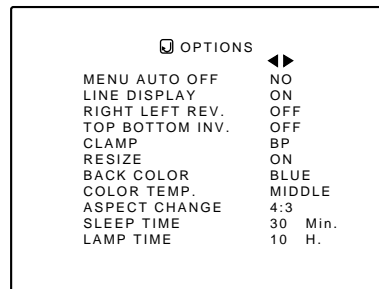 OPTIONS
MENU AUTO OFF NO
LINE DISPLAY ON
RIGHT LEFT REV. OFF
TOP BOTTOM INV. OFF
CLAMP BP
RESIZE ON
BACK COLOR BLUE
COLOR TEMP. MIDDLE
ASPECT CHANGE 4:3
SLEEP TIME 30 Min.
LAMP TIME 10 H.